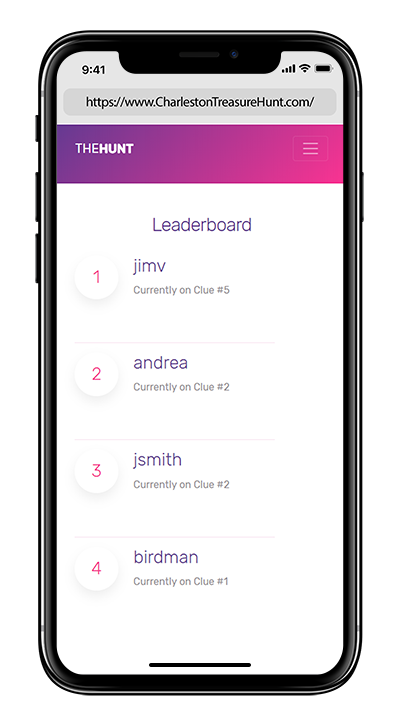 9:41
https://www.CharlestonTreasureHunt.com/
THEHUNT
Leaderboard
1
jimv
Currently on Clue #5
2
andrea
Currently on Clue #2
3
jsmith
Currently on Clue #2
4
birdman
Currently on Clue #1